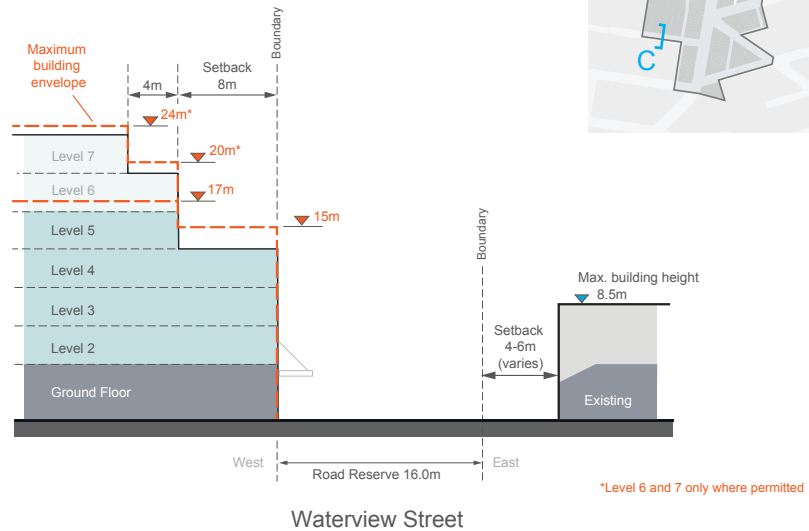 Maximum
building
envelope
4m
Setback
8m
Boundary
C
24m*
20m*
17m
15m
Level 7
Level 6
Level 5
Level 4
Level 3
Level 2
Ground Floor
Boundary
Max. building height
8.5m
Setback
4-6m
(varies)
Existing
West
Road Reserve 16.0m
East
*Level 6 and 7 only where permitted
Waterview Street